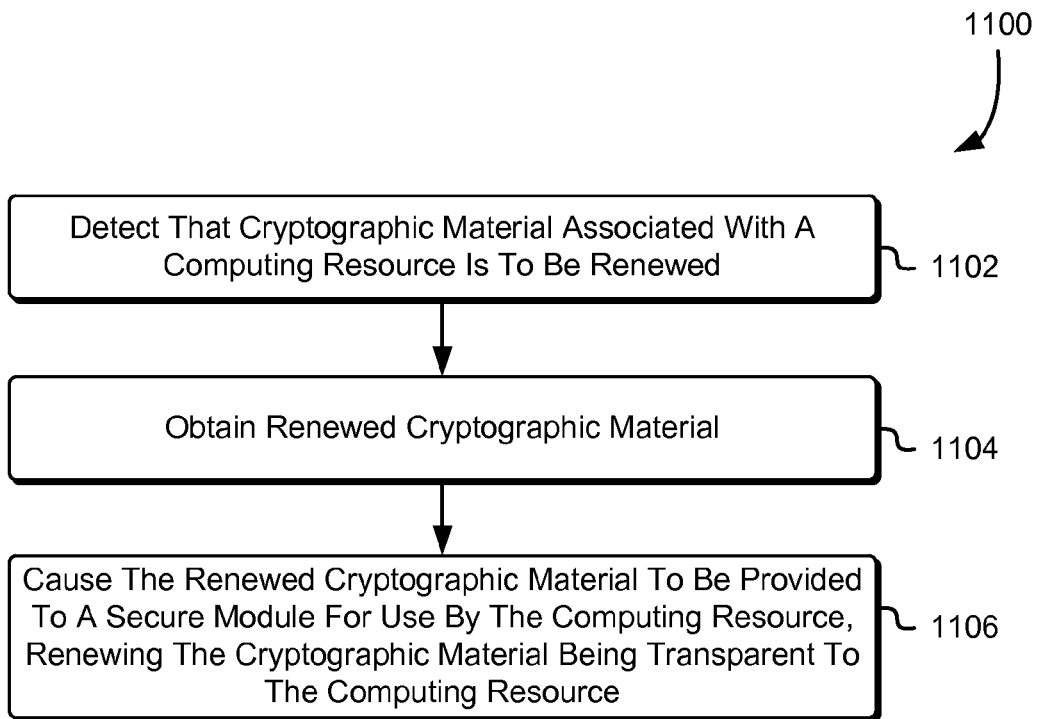 1100
Detect That Cryptographic Material Associated With A
Computing Resource Is To Be Renewed
1102
Obtain Renewed Cryptographic Material
1104
Cause The Renewed Cryptographic Material To Be Provided
To A Secure Module For Use By The Computing Resource,
Renewing The Cryptographic Material Being Transparent To
The Computing Resource
1106